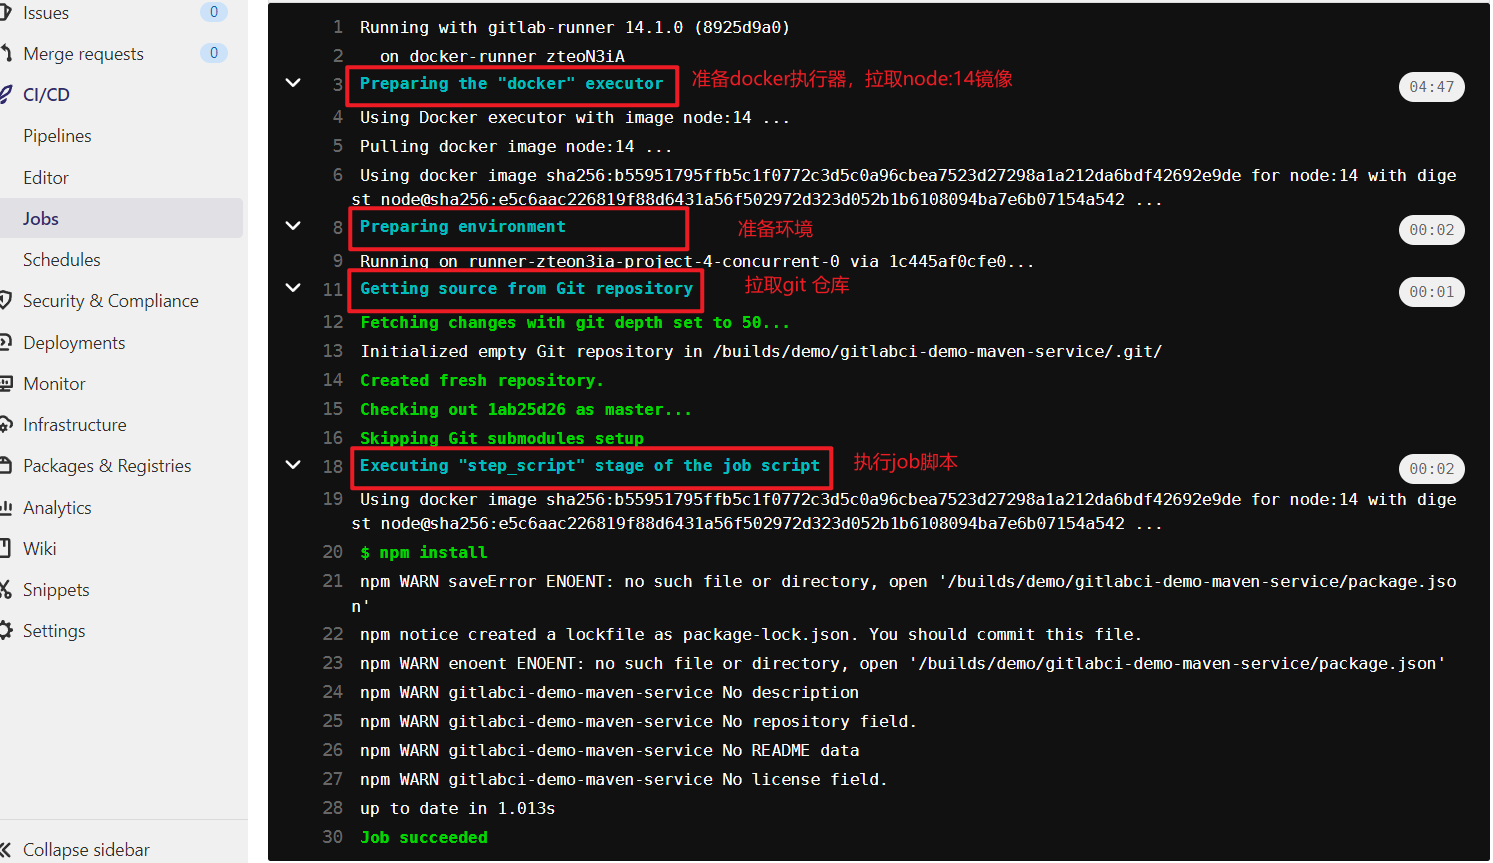 Issues 0
Merge requests 0
CI/CD
Pipelines
Editor
Jobs
Schedules
Security & Compliance
Deployments
Monitor
Infrastructure
Packages & Registries
Analytics
Wiki
Snippets
Settings
Collapse sidebar
1 Running with gitlab-runner 14.1.0 (8925d9a0)
2 on docker-runner zteoN3iA
3 Preparing the "docker" executor 准备docker执行器，拉取node:14镜像 04:47
4 Using Docker executor with image node:14 ...
5 Pulling docker image node:14 ...
6 Using docker image sha256:b55951795ffb5c1f0772c3d5c0a96cbea7523d27298a1a212da6bdf42692e9de for node:14 with dige
st node@sha256:e5c6aac226819f88d6431a56f502972d323d052b1b6108094ba7e6b07154a542 ...
8 Preparing environment 准备环境 00:02
9 Running on runner-zteon3ia-project-4-concurrent-0 via 1c445af0cfe0...
11 Getting source from Git repository 拉取git 仓库 00:01
12 Fetching changes with git depth set to 50...
13 Initialized empty Git repository in /builds/demo/gitlabci-demo-maven-service/.git/
14 Created fresh repository.
15 Checking out 1ab25d26 as master...
16 Skipping Git submodules setup
18 Executing "step_script" stage of the job script 执行job脚本 00:02
19 Using docker image sha256:b55951795ffb5c1f0772c3d5c0a96cbea7523d27298a1a212da6bdf42692e9de for node:14 with dige
st node@sha256:e5c6aac226819f88d6431a56f502972d323d052b1b6108094ba7e6b07154a542 ...
20 $ npm install
21 npm WARN saveError ENOENT: no such file or directory, open '/builds/demo/gitlabci-demo-maven-service/package.jso
n'
22 npm notice created a lockfile as package-lock.json. You should commit this file.
23 npm WARN enoent ENOENT: no such file or directory, open '/builds/demo/gitlabci-demo-maven-service/package.json'
24 npm WARN gitlabci-demo-maven-service No description
25 npm WARN gitlabci-demo-maven-service No repository field.
26 npm WARN gitlabci-demo-maven-service No README data
27 npm WARN gitlabci-demo-maven-service No license field.
28 up to date in 1.013s
30 Job succeeded